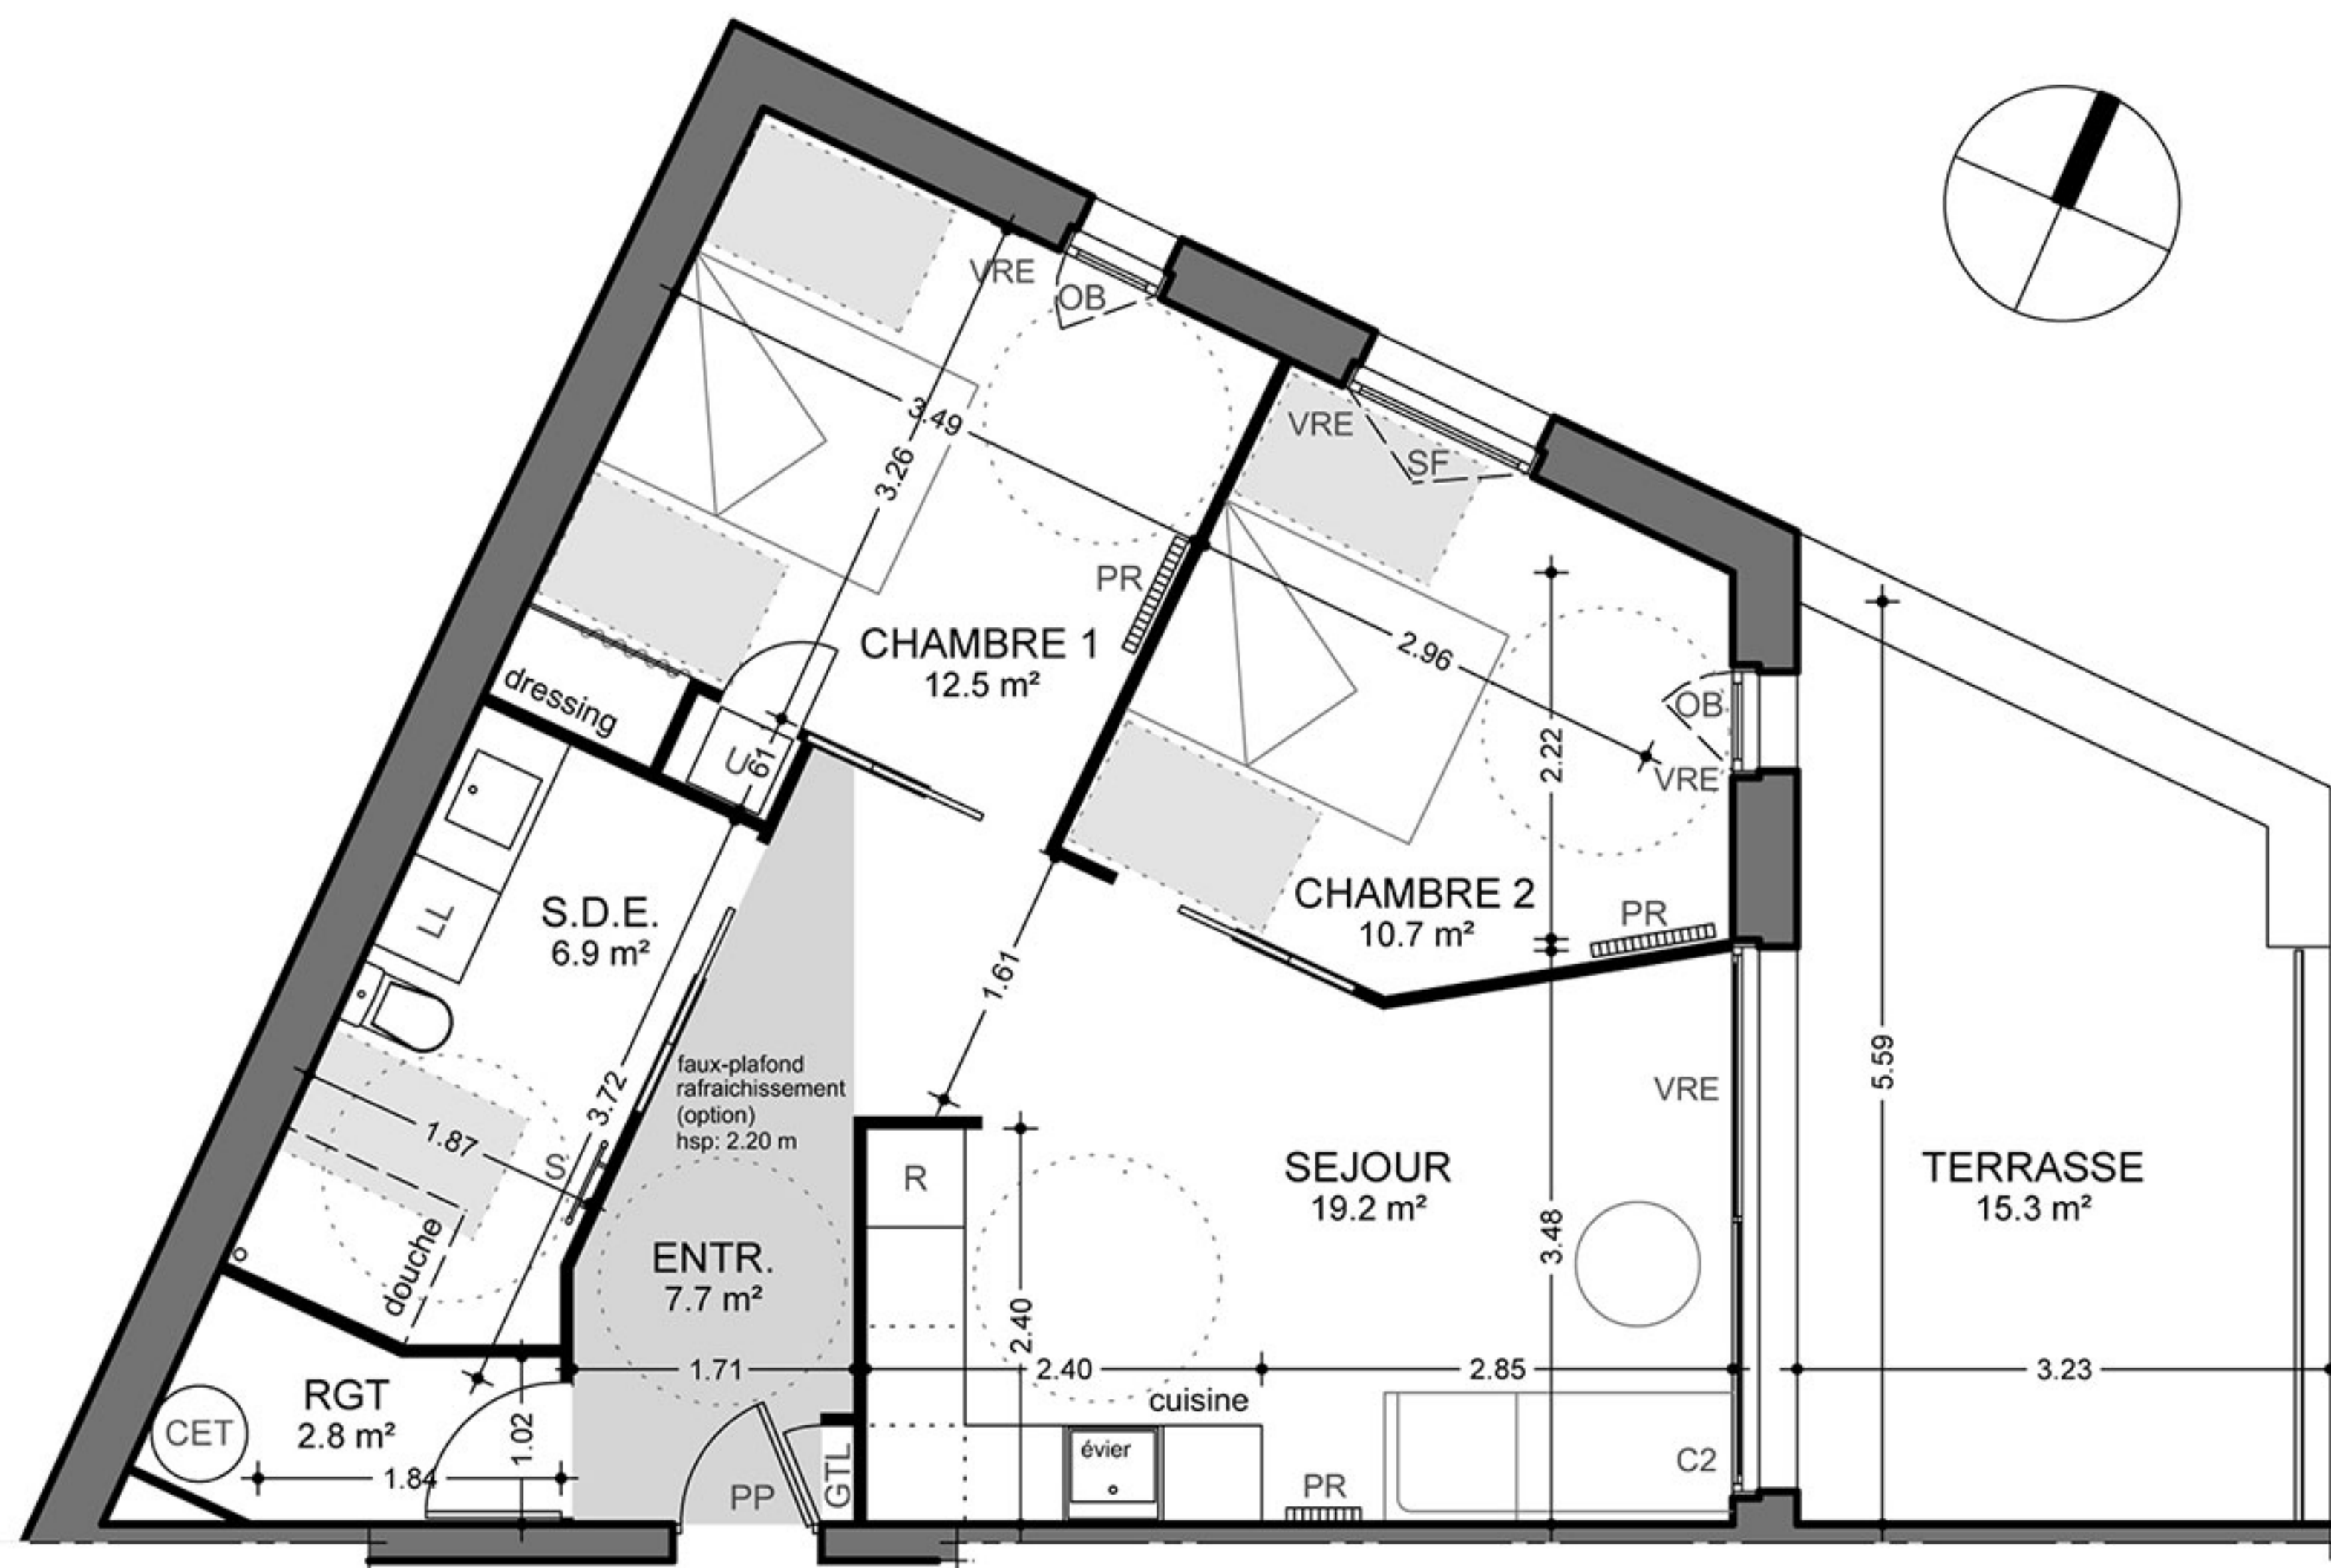 VRE
OB
3.49
3.26
VRE
SF
PR
CHAMBRE 1
12.5 m²
2.96
dressing
OB
VRE
2.22
U
61
CHAMBRE 2
10.7 m²
PR
S.D.E.
6.9 m²
LL
1.61
faux-plafond
rafraichissement
(option)
hsp: 2.20 m
3.72
1.87
S
VRE
5.59
R
SEJOUR
19.2 m²
TERRASSE
15.3 m²
douche
ENTR.
7.7 m²
2.40
3.48
1.71
2.40
2.85
3.23
cuisine
RGT
2.8 m²
CET
1.02
1.84
évier
PP
GTL
PR
C2